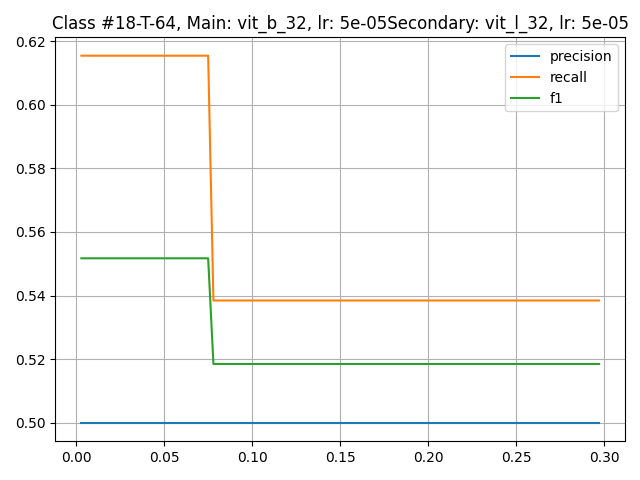 Class #18-T-64, Main: vit_b_32, lr: 5e-05Secondary: vit_l_32, lr: 5e-05
precision
recall
f1
0.62
0.60
0.58
0.56
0.54
0.52
0.50
0.00 0.05 0.10 0.15 0.20 0.25 0.30